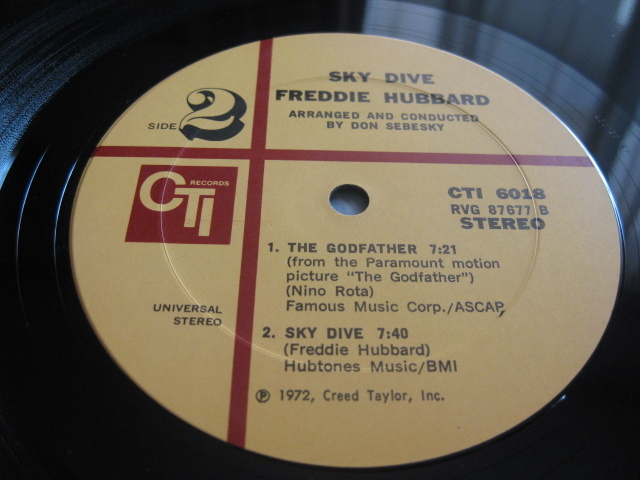 SKY DIVE
FREDDIE HUBBARD
ARRANGED AND CONDUCTED
BY DON SEBESKY
SIDE 2
CTI RECORDS
CTI 6018
RVG 87677 B
STEREO
UNIVERSAL
STEREO
1. THE GODFATHER 7:21
(from the Paramount motion
picture "The Godfather")
(Nino Rota)
Famous Music Corp./ASCAP,
2. SKY DIVE 7:40
(Freddie Hubbard)
Hubtones Music/BMI
℗ 1972, Creed Taylor, Inc.